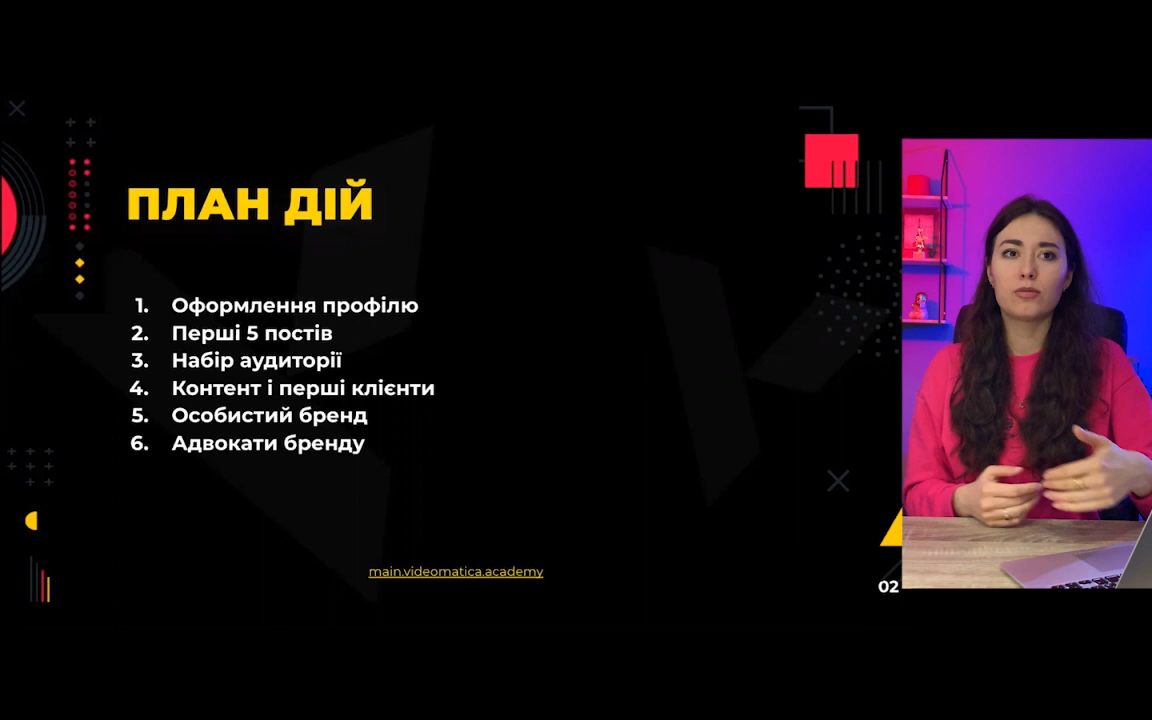 ПЛАН ДІЙ
1. Оформлення профілю
2. Перші 5 постів
3. Набір аудиторії
4. Контент і перші клієнти
5. Особистий бренд
6. Адвокати бренду
main.videomatica.academy
02